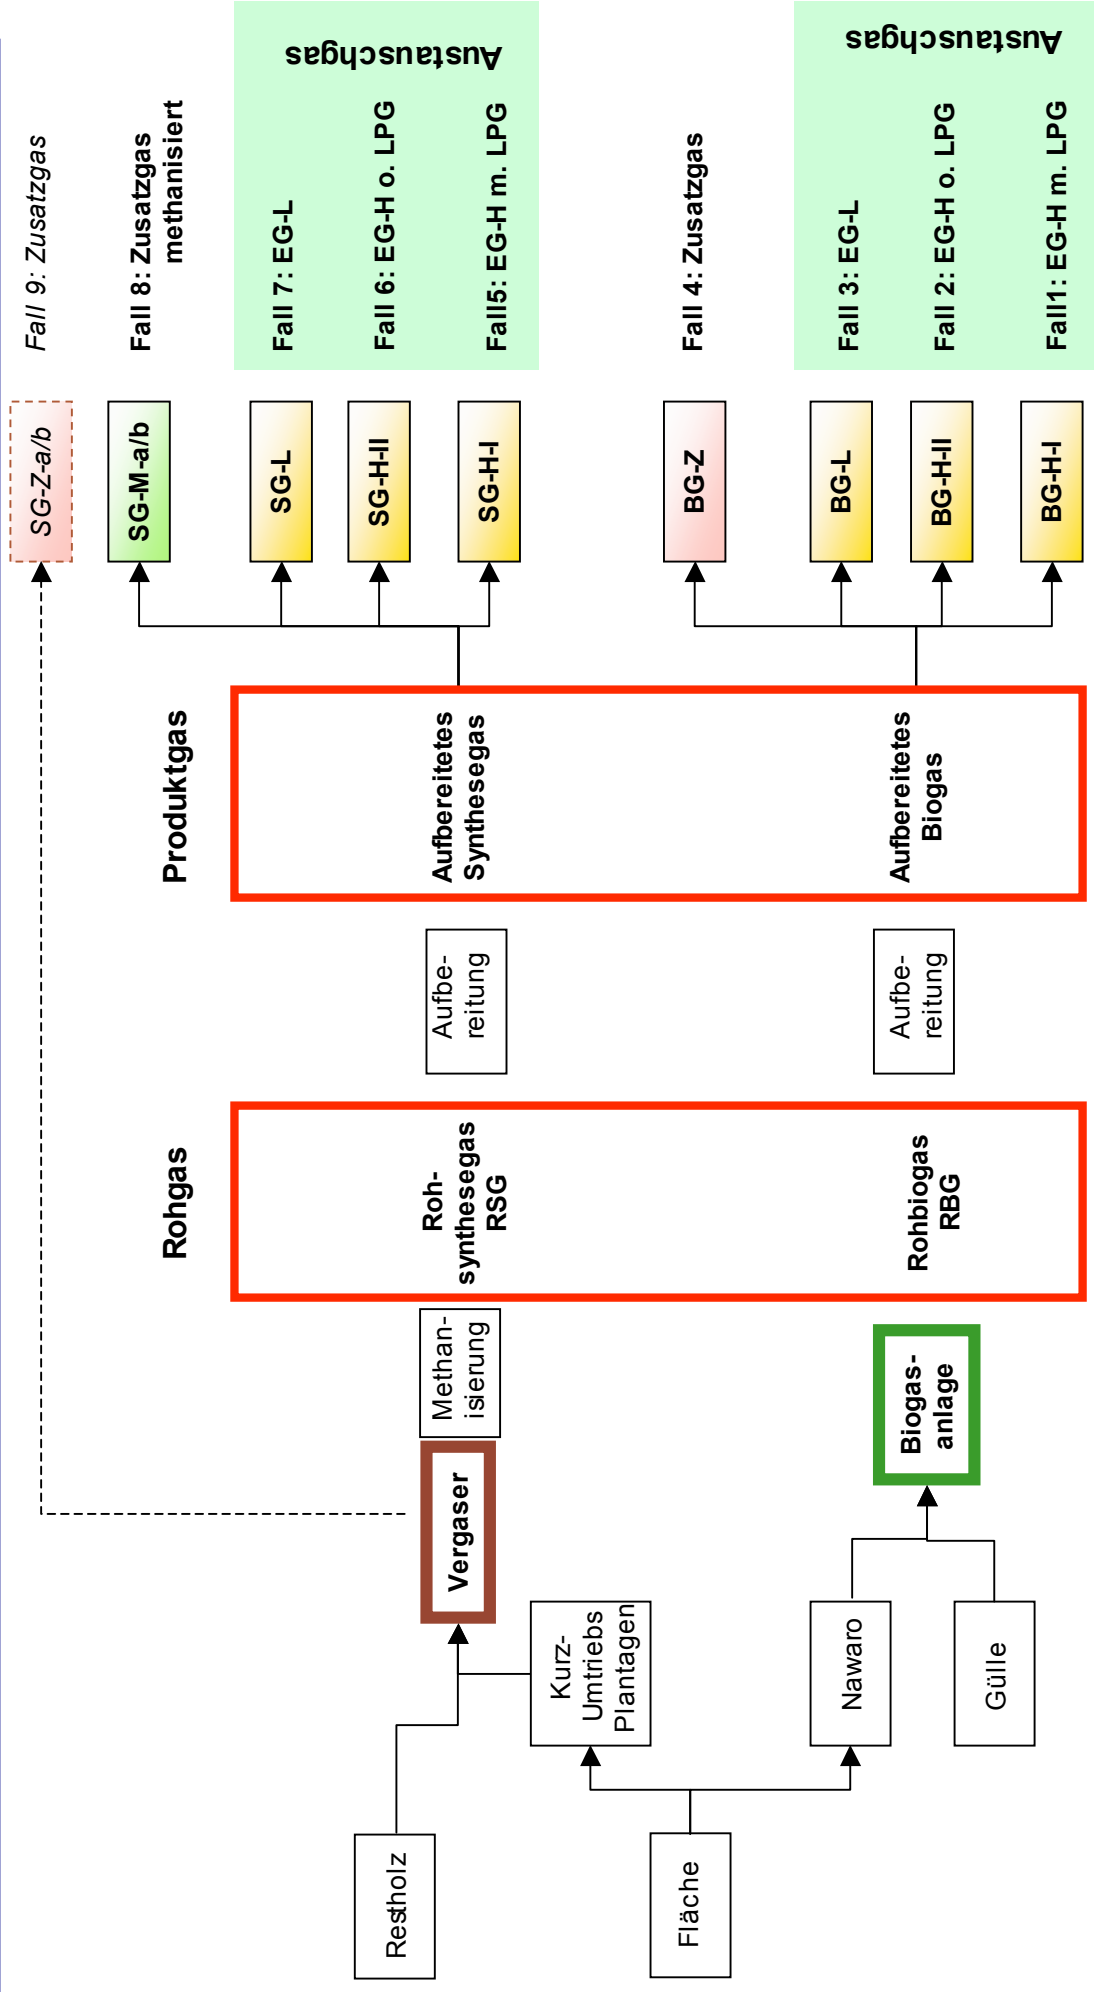 Rohgas
Produktgas
SG-Z-a/b
Fall 9: Zusatzgas
SG-M-a/b
Fall 8: Zusatzgas
methanisiert
SG-L
Fall 7: EG-L
SG-H-II
Fall 6: EG-H o. LPG
SG-H-I
Fall5: EG-H m. LPG
Austauschgas
Restholz
Vergaser
Methan-
isierung
Roh-
synthesegas
RSG
Aufbe-
reitung
Aufbereitetes
Synthesegas
Kurz-
Umtriebs
Plantagen
Fläche
BG-Z
Fall 4: Zusatzgas
Nawaro
Gülle
Biogas-
anlage
Rohbiogas
RBG
Aufbe-
reitung
Aufbereitetes
Biogas
BG-L
Fall 3: EG-L
BG-H-II
Fall 2: EG-H o. LPG
BG-H-I
Fall1: EG-H m. LPG
Austauschgas